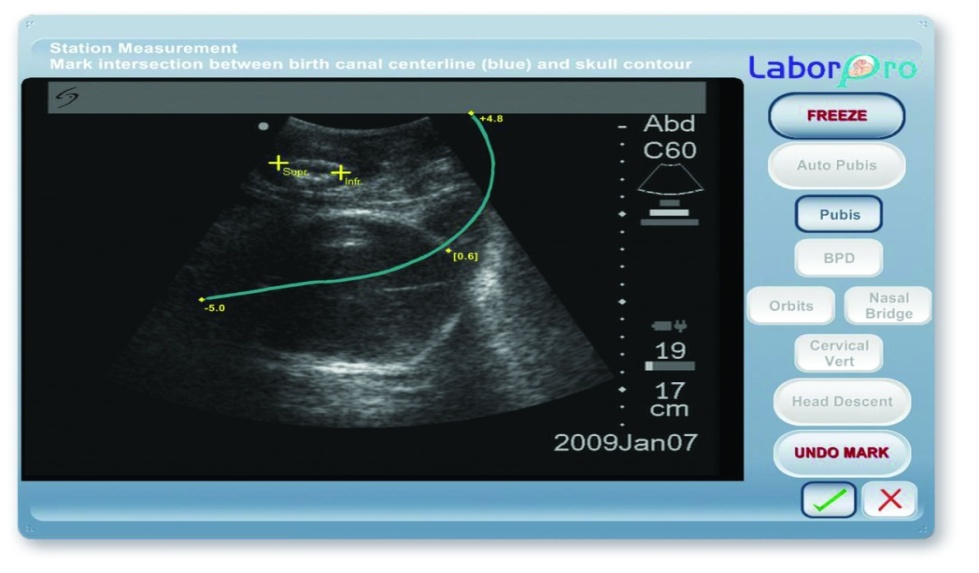 Station Measurement
Mark intersection between birth canal centerline (blue) and skull contour
LaborPro
FREEZE
Auto Pubis
Pubis
BPD
Orbits
Nasal
Bridge
Cervical
Vert
Head Descent
UNDO MARK
+4.8
Supr.
Infr.
[0.6]
-5.0
Abd
C60
19
17
cm
2009Jan07